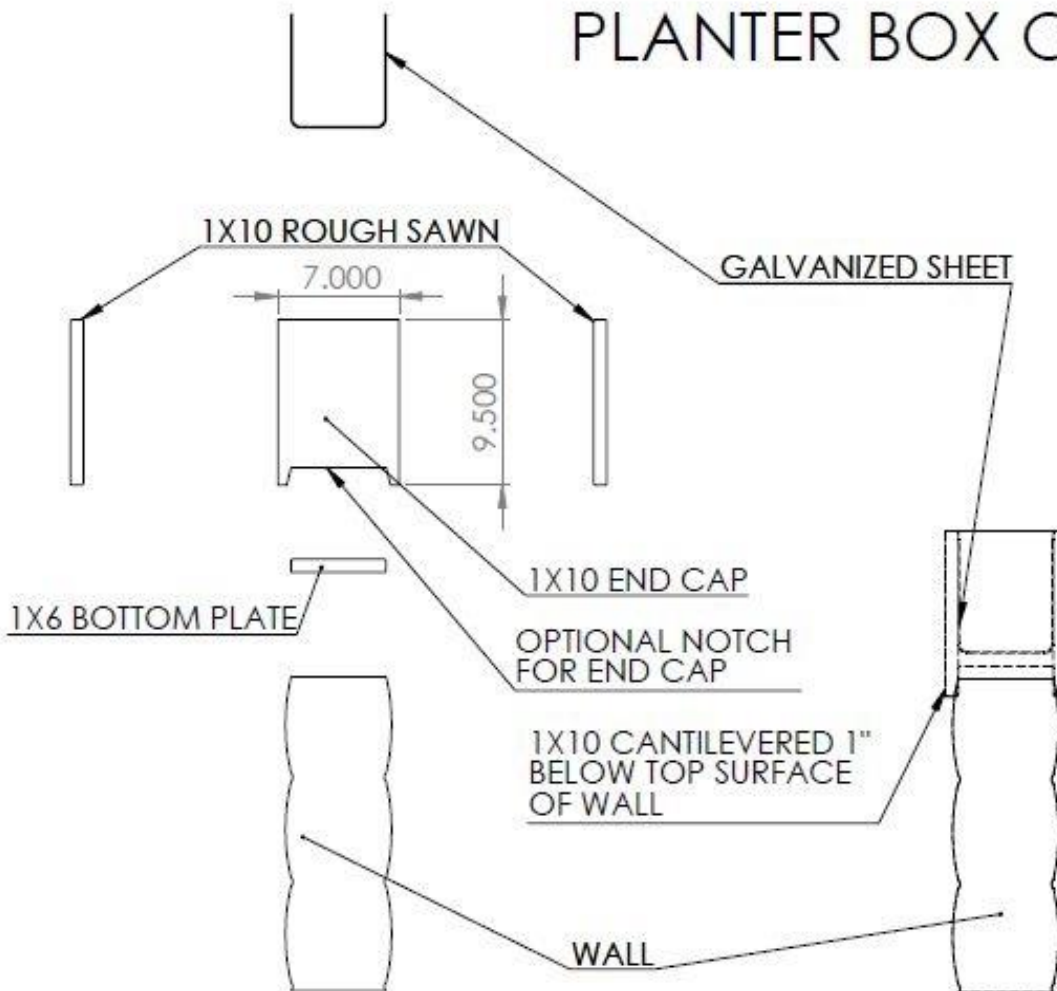 PLANTER BOX
1X10 ROUGH SAWN
7.000
GALVANIZED SHEET
9.500
1X10 END CAP
1X6 BOTTOM PLATE
OPTIONAL NOTCH
FOR END CAP
1X10 CANTILEVERED 1"
BELOW TOP SURFACE
OF WALL
WALL